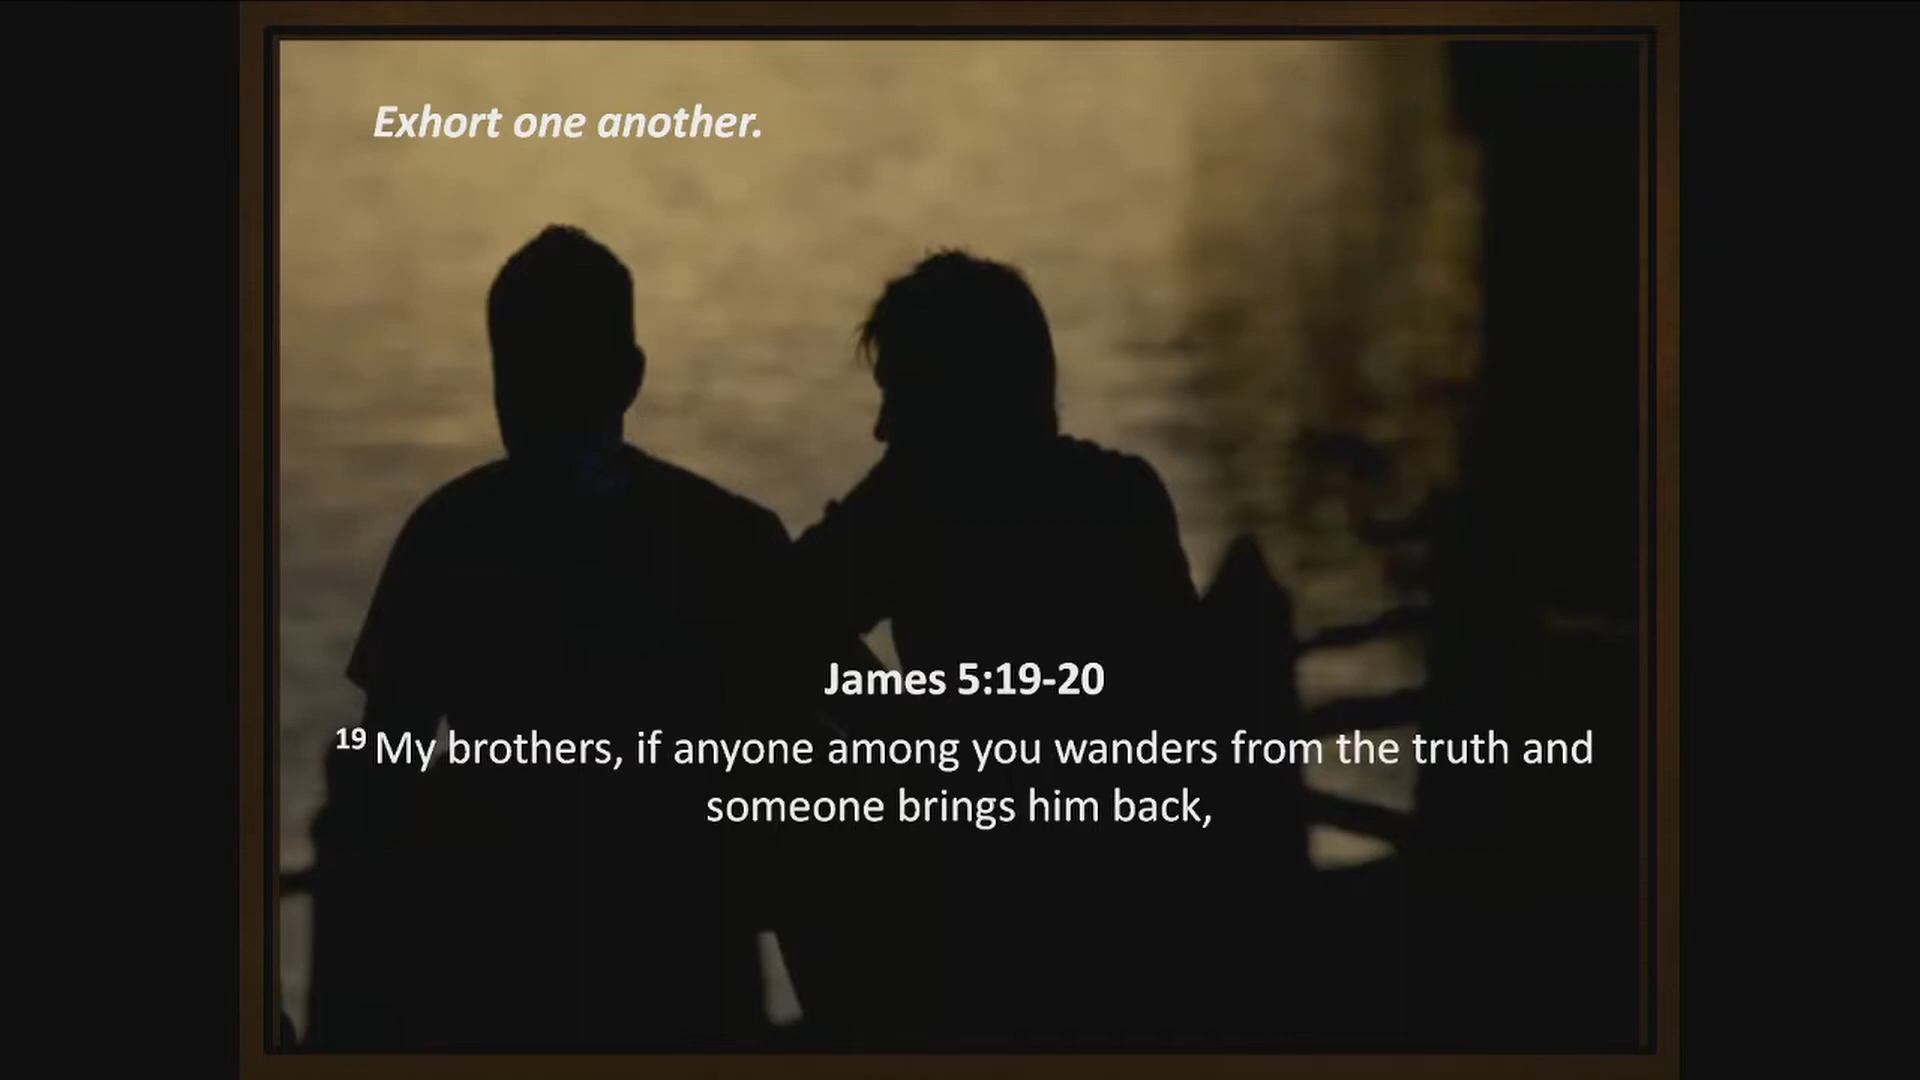 Exhort one another.
James 5:19-20
19 My brothers, if anyone among you wanders from the truth and
someone brings him back,